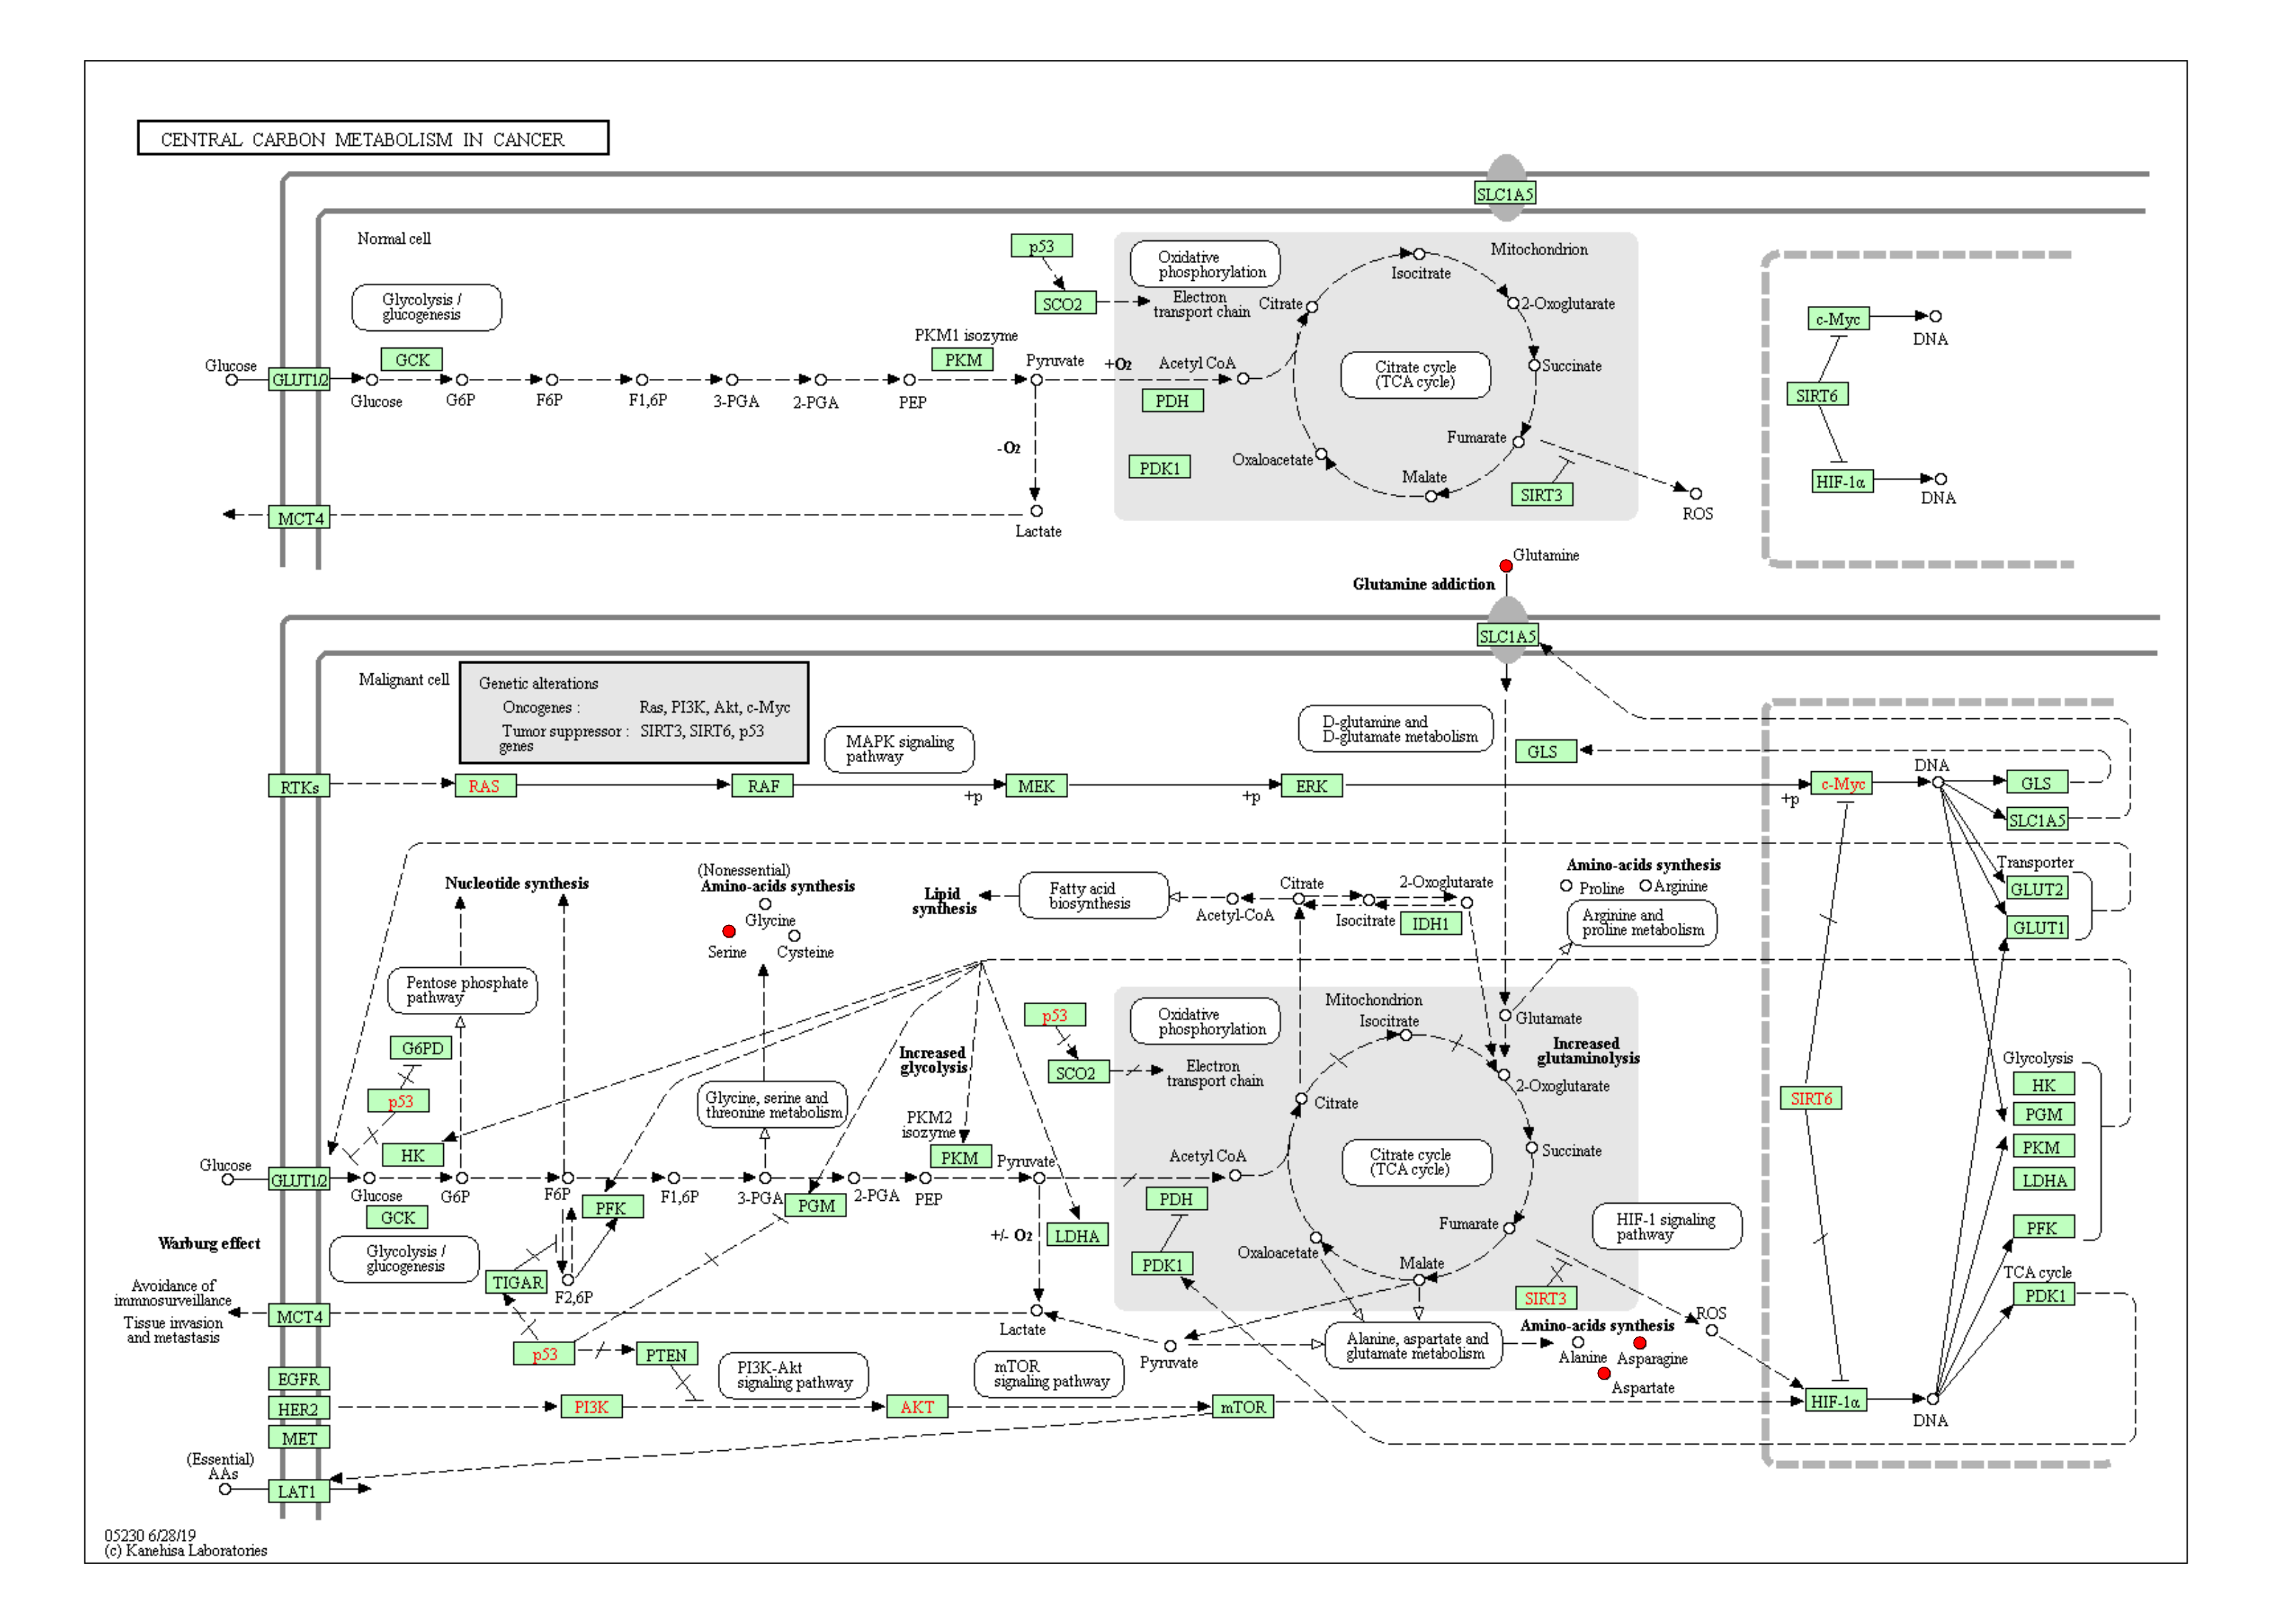 CENTRAL CARBON METABOLISM IN CANCER
SLC1A5
Normal cell
Glycolysis /
glucogenesis
p53
SCO2
Oxidative
phosphorylation
Electron
transport chain
Mitochondrion
Isocitrate
Citrate
2-Oxoglutarate
c-Myc
DNA
PKM1 isozyme
Glucose
GLUT1/2
GCK
PKM
Pyruvate
+O2
Acetyl CoA
Citrate cycle
(TCA cycle)
Succinate
SIRT6
Glucose
G6P
F6P
F1,6P
3-PGA
2-PGA
PEP
PDH
-O2
PDK1
Oxaloacetate
Fumarate
Malate
SIRT3
ROS
HIF-1α
DNA
MCT4
Lactate
Glutamine
Glutamine addiction
SLC1A5
Malignant cell
Genetic alterations
Oncogenes : Ras, PI3K, Akt, c-Myc
Tumor suppressor : SIRT3, SIRT6, p53
genes
MAPK signaling
pathway
D-glutamine and
D-glutamate metabolism
GLS
RTKs
RAS
RAF
+p
MEK
+p
ERK
+p
c-Myc
DNA
GLS
SLC1A5
Transporter
GLUT2
GLUT1
Nucleotide synthesis
(Nonessential)
Amino-acids synthesis
Glycine
Serine
Cysteine
Lipid
synthesis
Fatty acid
biosynthesis
Acetyl-CoA
Citrate
Isocitrate
2-Oxoglutarate
IDH1
Amino-acids synthesis
Proline
Arginine
Arginine and
proline metabolism
Pentose phosphate
pathway
G6PD
p53
Increased
glycolysis
p53
SCO2
Oxidative
phosphorylation
Electron
transport chain
Mitochondrion
Isocitrate
Glutamate
Increased
glutaminolysis
2-Oxoglutarate
Citrate
Glycine, serine and
threonine metabolism
PKM2
isozyme
Glycolysis
HK
PGM
PKM
LDHA
PFK
TCA cycle
PDK1
SIRT6
Glucose
GLUT1/2
HK
PKM
Pyruvate
Acetyl CoA
Citrate cycle
(TCA cycle)
Succinate
Glucose
GCK
G6P
F6P
PFK
F1,6P
3-PGA
PGM
2-PGA
PEP
+/- O2
LDHA
PDH
PDK1
Oxaloacetate
Fumarate
Malate
HIF-1 signaling
pathway
Warburg effect
Glycolysis /
glucogenesis
TIGAR
F2,6P
SIRT3
ROS
Avoidance of
immnosurveillance
Tissue invasion
and metastasis
MCT4
Lactate
Pyruvate
Alanine, aspartate and
glutamate metabolism
Amino-acids synthesis
Alanine
Asparagine
Aspartate
p53
PTEN
PI3K-Akt
signaling pathway
mTOR
signaling pathway
EGFR
HER2
MET
PI3K
AKT
mTOR
HIF-1α
DNA
(Essential)
AAs
LAT1
05230 6/28/19
(c) Kanehisa Laboratories